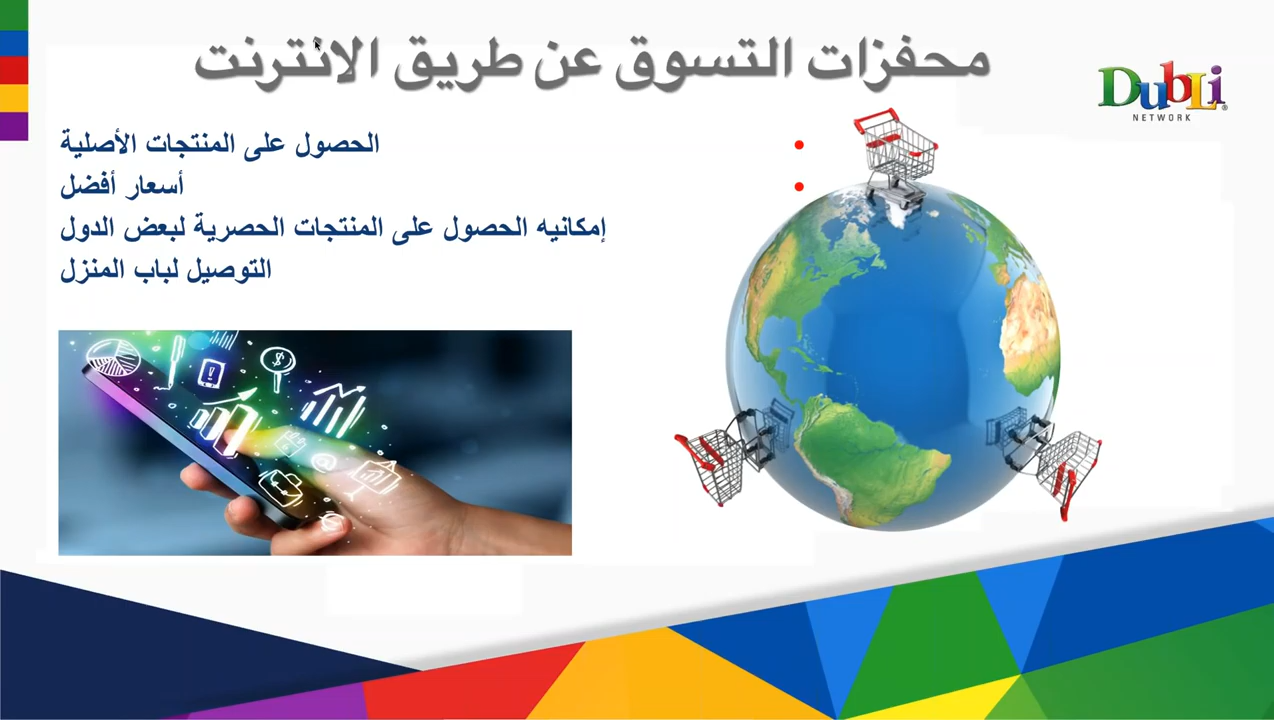 محفزات التسوق عن طريق الانترنت
DubLi
NETWORK
الحصول على المنتجات الأصلية
أسعار أفضل
إمكانيه الحصول على المنتجات الحصرية لبعض الدول
التوصيل لباب المنزل